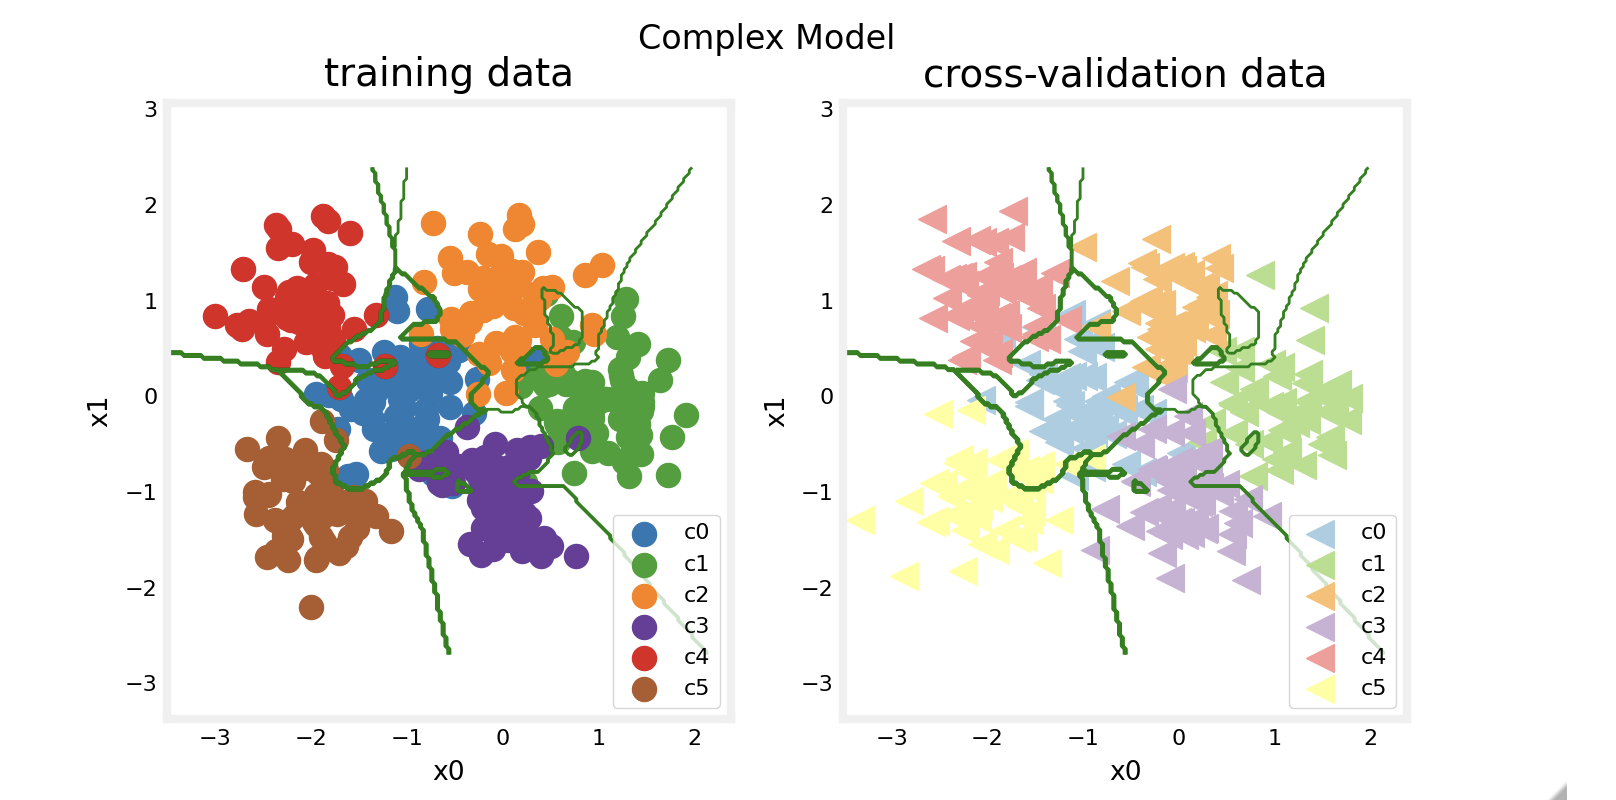 Complex Model
training data
3
2
1
0
−1
−2
−3
x1
−3 −2 −1 0 1 2
x0
c0
c1
c2
c3
c4
c5
cross-validation data
3
2
1
0
−1
−2
−3
x1
−3 −2 −1 0 1 2
x0
c0
c1
c2
c3
c4
c5